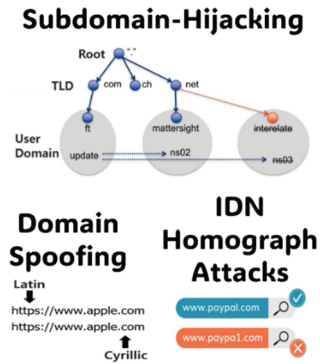 Subdomain-Hijacking
Root "."
TLD com ch net
ft mattersight interelate
User
Domain
update ns02 ns03
Domain
Spoofing
Latin
https://www.apple.com
https://www.apple.com
Cyrillic
IDN
Homograph
Attacks
www.paypal.com
www.paypa1.com